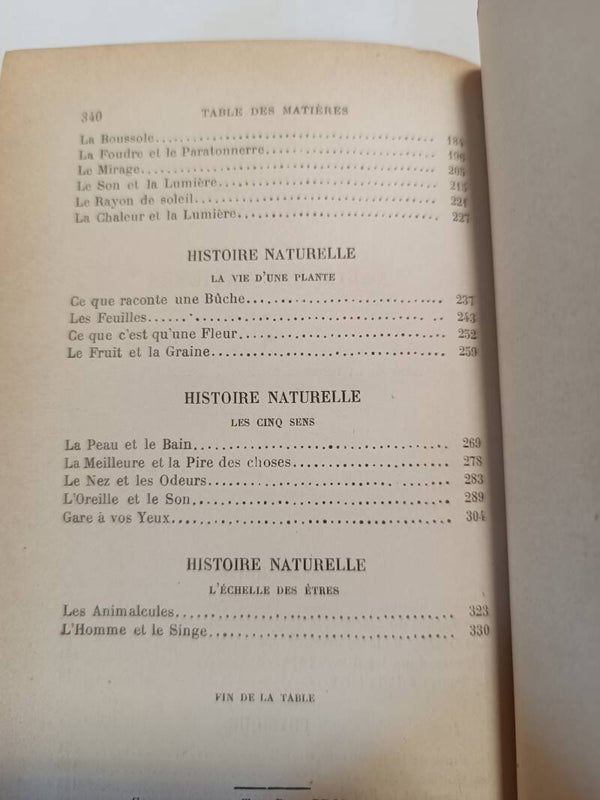 340 TABLE DES MATIÈRES
La Boussole 184
La Foudre et le Paratonnerre 196
Le Mirage 205
Le Son et la Lumière 213
Le Rayon de soleil 221
La Chaleur et la Lumière 227
HISTOIRE NATURELLE
LA VIE D'UNE PLANTE
Ce que raconte une Bûche 237
Les Feuilles 243
Ce que c'est qu'une Fleur 252
Le Fruit et la Graine 259
HISTOIRE NATURELLE
LES CINQ SENS
La Peau et le Bain 269
La Meilleure et la Pire des choses 278
Le Nez et les Odeurs 283
L'Oreille et le Son 289
Gare à vos Yeux 304
HISTOIRE NATURELLE
L'ÉCHELLE DES ÊTRES
Les Animalcules 323
L'Homme et le Singe 330
FIN DE LA TABLE